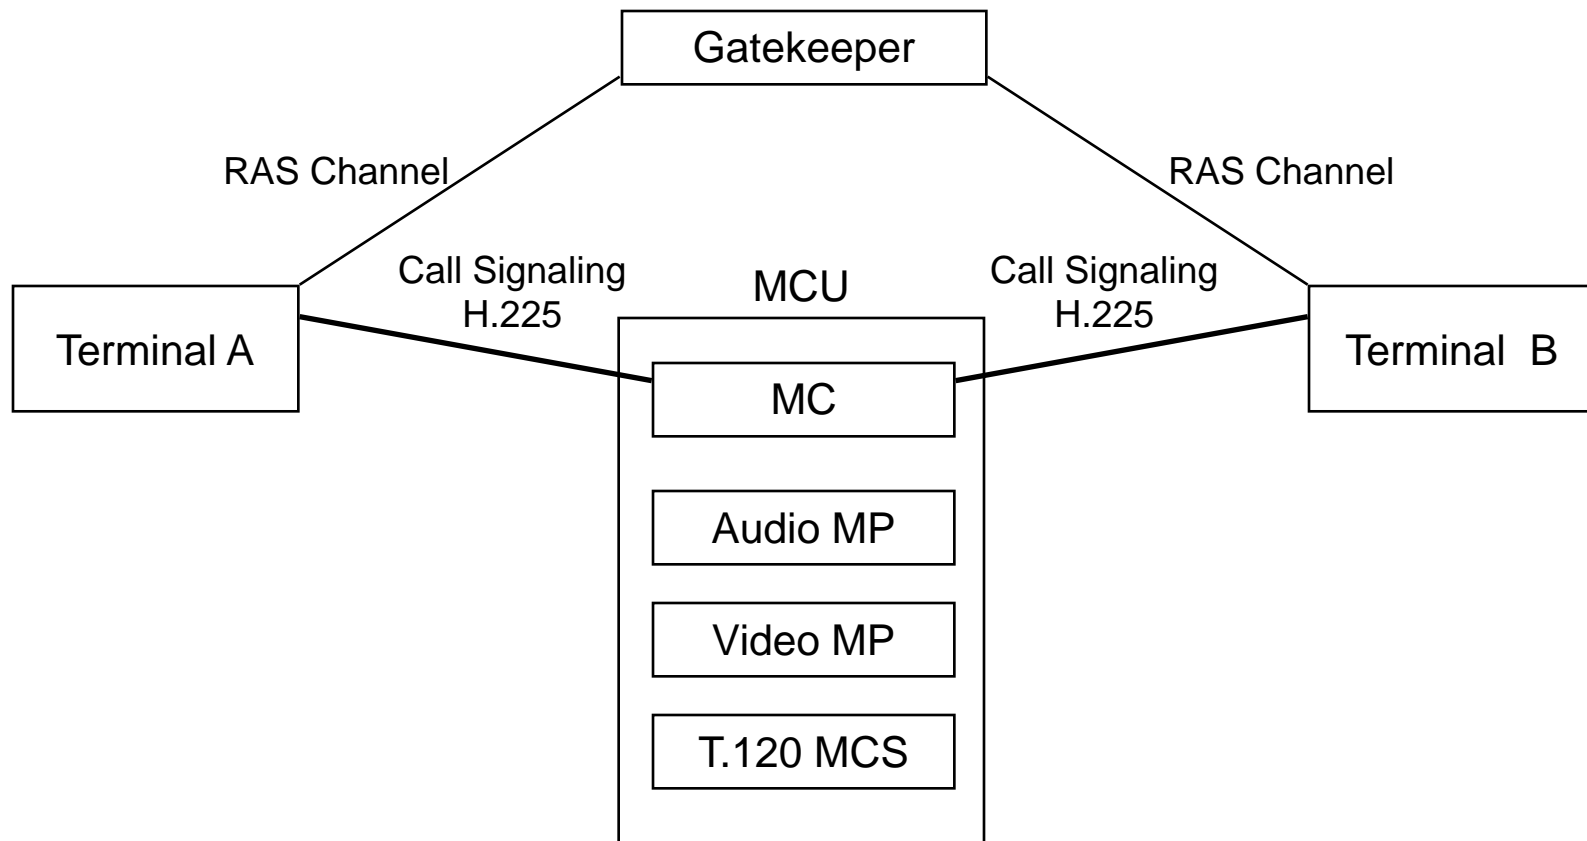 Gatekeeper
RAS Channel
RAS Channel
Call Signaling
H.225
MCU
Call Signaling
H.225
Terminal A
Terminal B
MC
Audio MP
Video MP
T.120 MCS